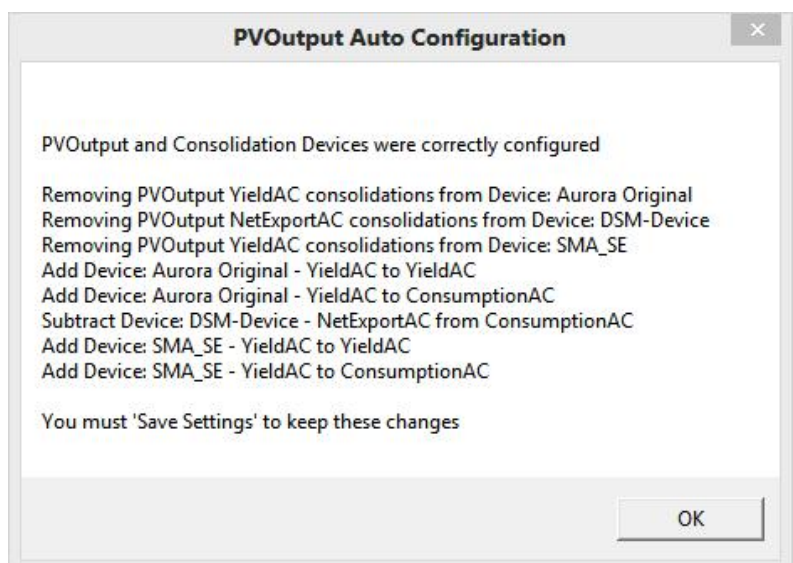 PVOutput Auto Configuration
PVOutput and Consolidation Devices were correctly configured
Removing PVOutput YieldAC consolidations from Device: Aurora Original
Removing PVOutput NetExportAC consolidations from Device: DSM-Device
Removing PVOutput YieldAC consolidations from Device: SMA_SE
Add Device: Aurora Original - YieldAC to YieldAC
Add Device: Aurora Original - YieldAC to ConsumptionAC
Subtract Device: DSM-Device - NetExportAC from ConsumptionAC
Add Device: SMA_SE - YieldAC to YieldAC
Add Device: SMA_SE - YieldAC to ConsumptionAC
You must 'Save Settings' to keep these changes
OK